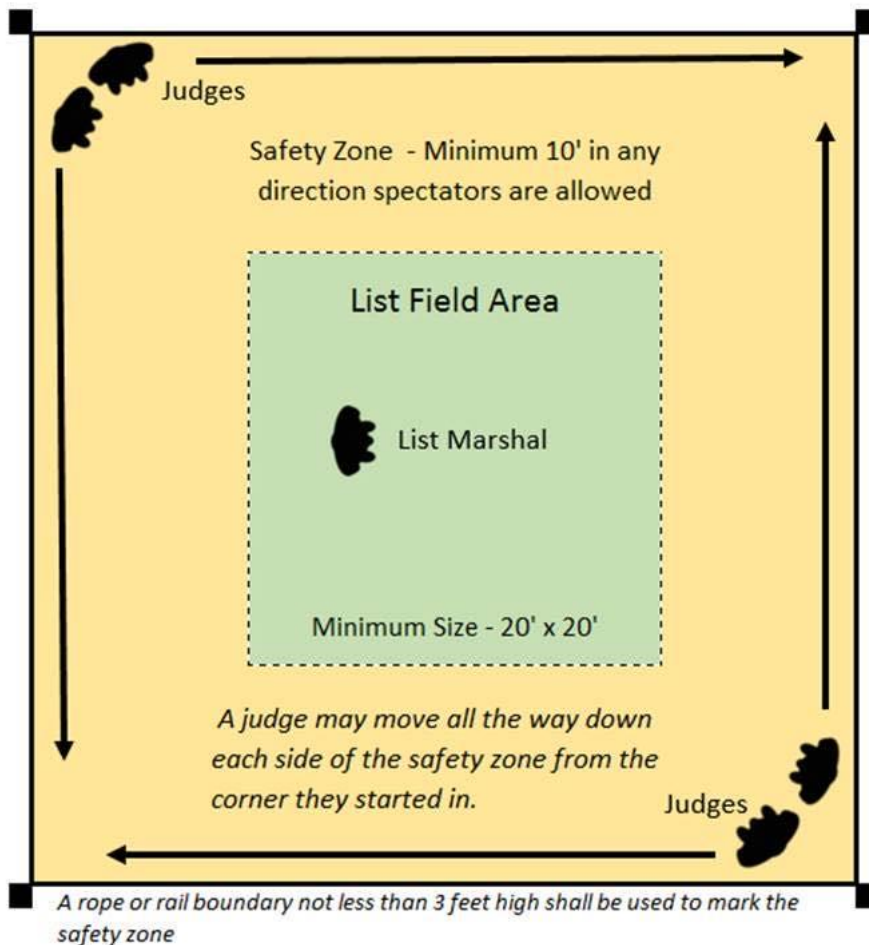 Judges
Safety Zone - Minimum 10' in any
direction spectators are allowed
List Field Area
List Marshal
Minimum Size - 20' x 20'
A judge may move all the way down
each side of the safety zone from the
corner they started in.
Judges
A rope or rail boundary not less than 3 feet high shall be used to mark the
safety zone